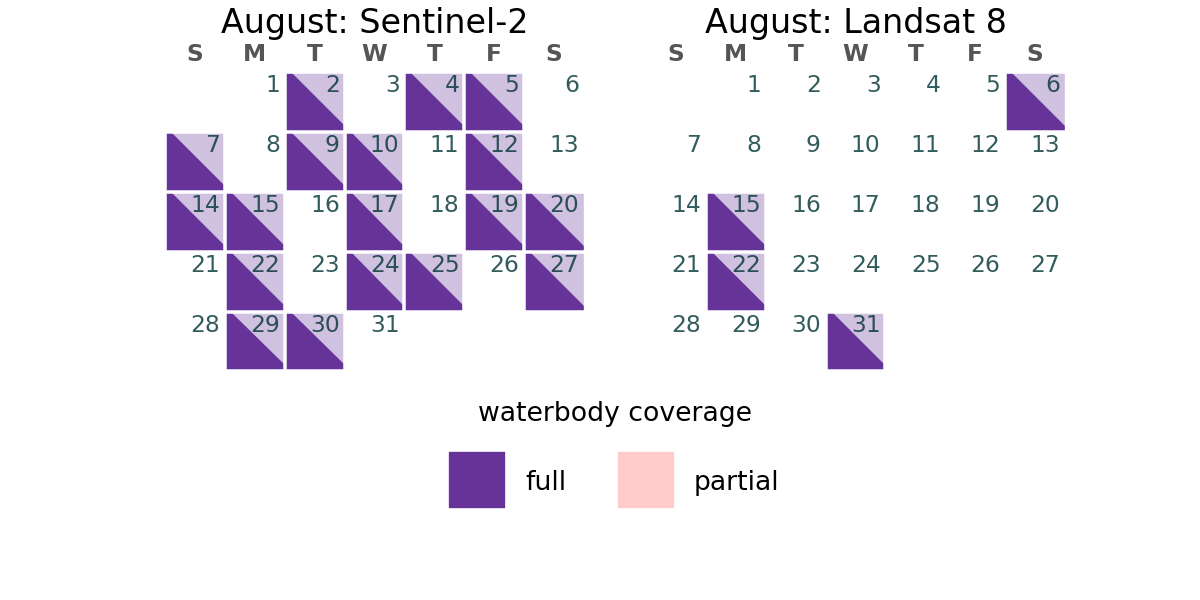 August: Sentinel-2
S M T W T F S
1 2 3 4 5 6
7 8 9 10 11 12 13
14 15 16 17 18 19 20
21 22 23 24 25 26 27
28 29 30 31
August: Landsat 8
S M T W T F S
1 2 3 4 5 6
7 8 9 10 11 12 13
14 15 16 17 18 19 20
21 22 23 24 25 26 27
28 29 30 31
waterbody coverage
full partial